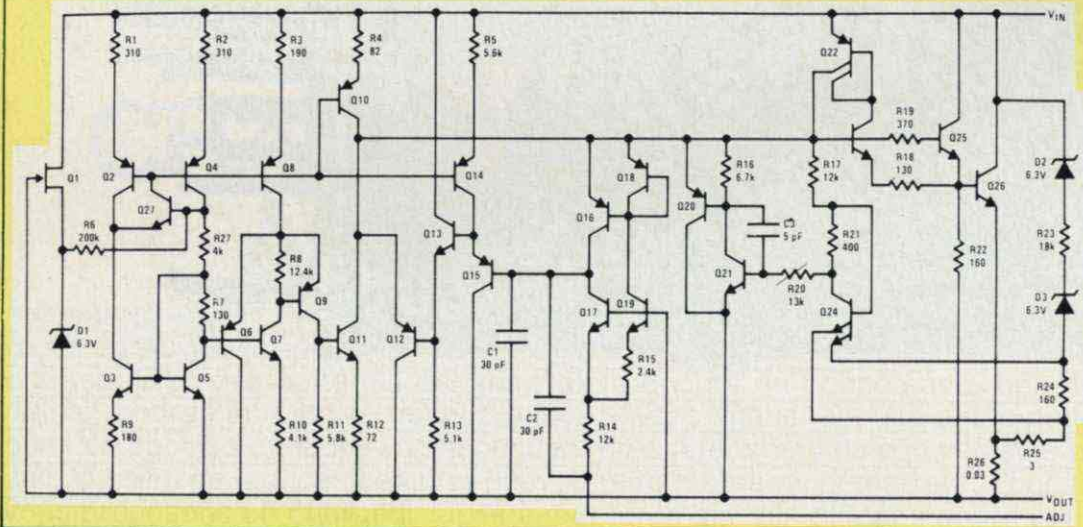 VIN
R1
310
R2
310
R3
190
R4
82
R5
5.6k
Q22
Q10
R19
370
Q25
R18
130
Q26
D2
6.3V
Q1
Q2
Q4
Q8
Q14
Q18
R16
6.7k
R17
12k
Q27
R6
200k
R27
4k
Q13
Q16
Q20
C3
5 pF
R21
400
R22
160
R23
18k
R8
12.4k
Q15
Q21
R20
13k
R7
130
Q9
Q17
Q19
Q24
D3
6.3V
D1
6.3V
Q6
Q7
Q11
Q12
C1
30 pF
R15
2.4k
Q3
Q5
C2
30 pF
R24
160
R9
180
R10
4.1k
R11
5.8k
R12
72
R13
5.1k
R14
12k
R26
0.03
R25
3
VOUT
ADJ